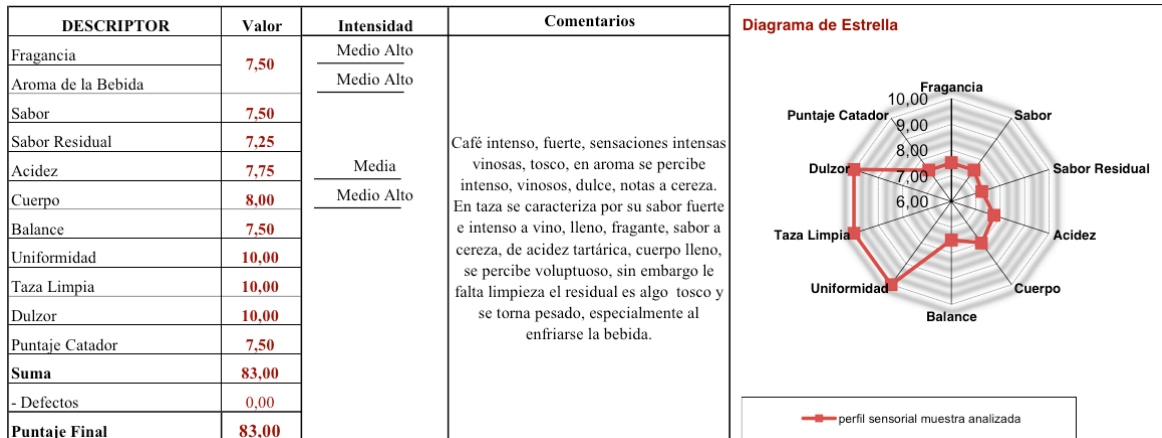 DESCRIPTOR Valor Intensidad Comentarios
Fragancia 7,50 Medio Alto
Aroma de la Bebida Medio Alto
Sabor 7,50
Sabor Residual 7,25
Acidez 7,75 Media
Cuerpo 8,00 Medio Alto
Balance 7,50
Uniformidad 10,00
Taza Limpia 10,00
Dulzor 10,00
Puntaje Catador 7,50
Suma 83,00
- Defectos 0,00
Puntaje Final 83,00
Café intenso, fuerte, sensaciones intensas
vinosas, tosco, en aroma se percibe
intenso, vinosos, dulce, notas a cereza.
En taza se caracteriza por su sabor fuerte
e intenso a vino, lleno, fragante, sabor a
cereza, de acidez tartárica, cuerpo lleno,
se percibe voluptuoso, sin embargo le
falta limpieza el residual es algo tosco y
se torna pesado, especialmente al
enfriarse la bebida.
Diagrama de Estrella
Fragancia
Sabor
Sabor Residual
Acidez
Cuerpo
Balance
Uniformidad
Taza Limpia
Dulzor
Puntaje Catador
10,00
9,00
8,00
7,00
6,00
perfil sensorial muestra analizada